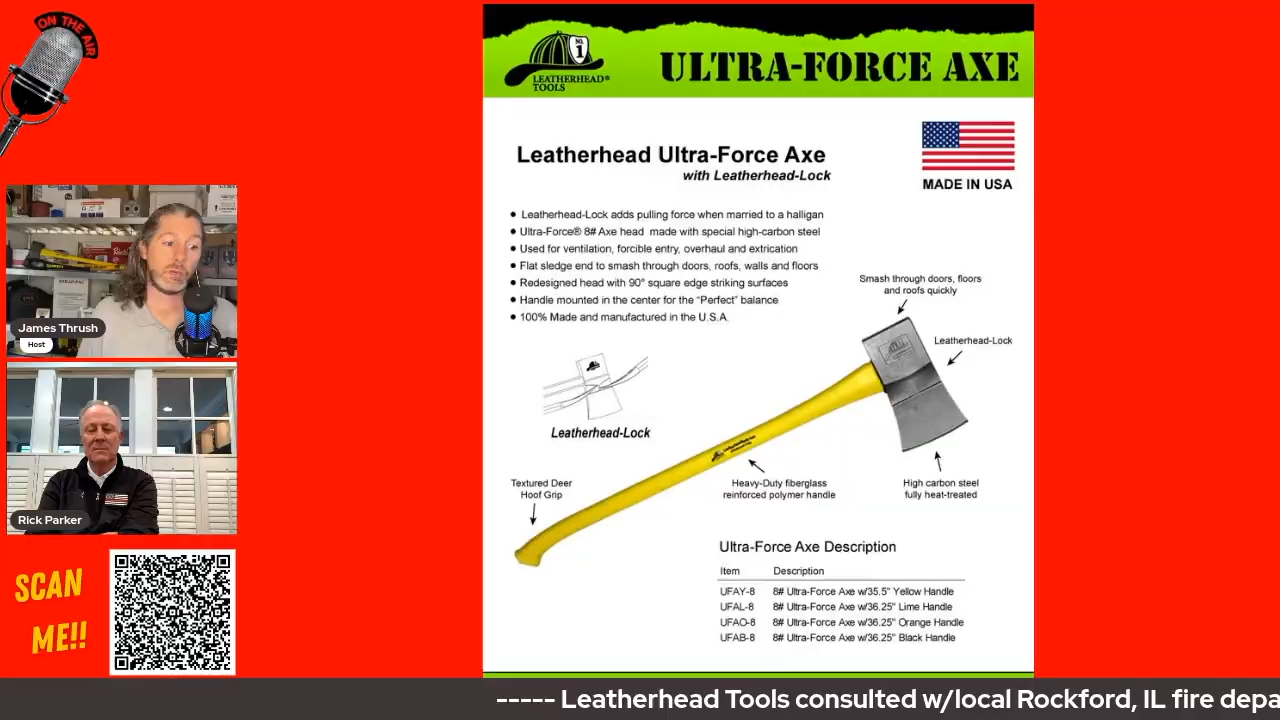 ON THE AIR
James Thrush
Host
Rick Parker
SCAN
ME!!
No.
1
LEATHERHEAD®
TOOLS
ULTRA-FORCE AXE
Leatherhead Ultra-Force Axe
with Leatherhead-Lock
MADE IN USA
● Leatherhead-Lock adds pulling force when married to a halligan
● Ultra-Force® 8# Axe head made with special high-carbon steel
● Used for ventilation, forcible entry, overhaul and extrication
● Flat sledge end to smash through doors, roofs, walls and floors
● Redesigned head with 90° square edge striking surfaces
● Handle mounted in the center for the "Perfect" balance
● 100% Made and manufactured in the U.S.A.
Smash through doors, floors
and roofs quickly
Leatherhead-Lock
Leatherhead-Lock
Textured Deer
Hoof Grip
Heavy-Duty fiberglass
reinforced polymer handle
High carbon steel
fully heat-treated
Ultra-Force Axe Description
Item Description
UFAY-8 8# Ultra-Force Axe w/35.5" Yellow Handle
UFAL-8 8# Ultra-Force Axe w/36.25" Lime Handle
UFAO-8 8# Ultra-Force Axe w/36.25" Orange Handle
UFAB-8 8# Ultra-Force Axe w/36.25" Black Handle
----- Leatherhead Tools consulted w/local Rockford, IL fire depa